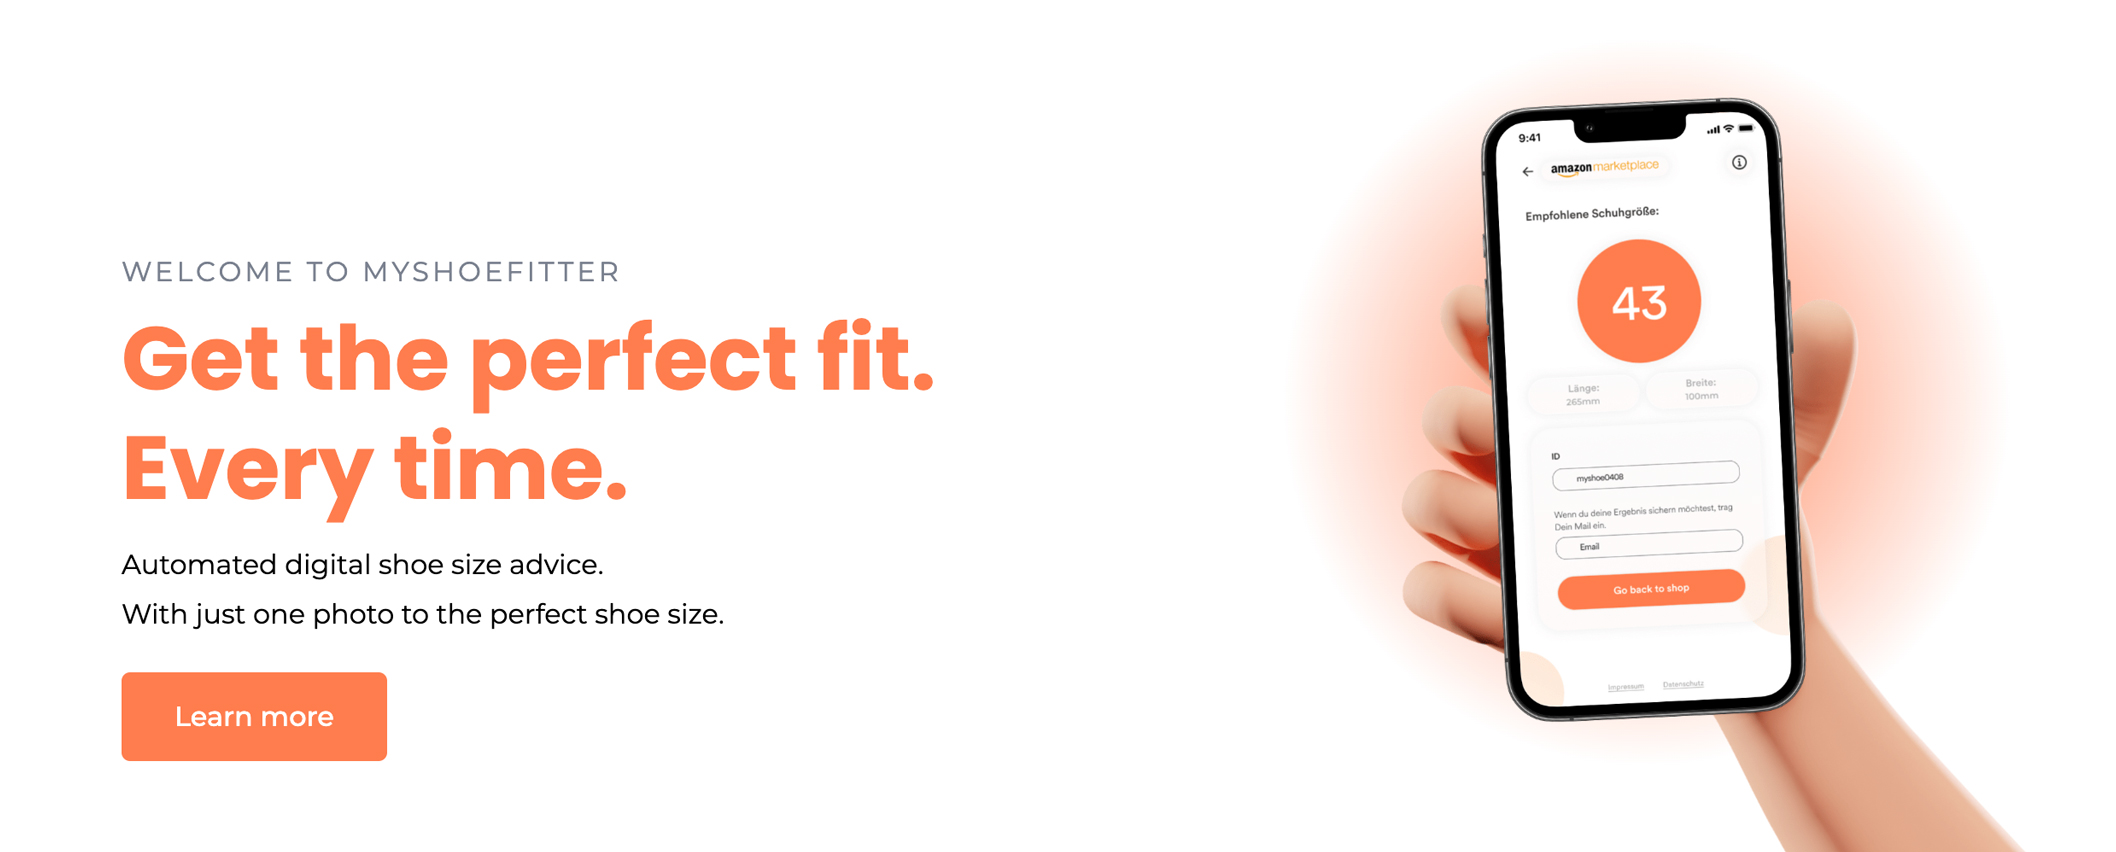 WELCOME TO MYSHOEFITTER
Get the perfect fit.
Every time.
Automated digital shoe size advice.
With just one photo to the perfect shoe size.
Learn more
9:41
amazon marketplace
Empfohlene Schuhgröße:
43
Länge:
265mm
Breite:
100mm
ID
myshoe0408
Wenn du deine Ergebnis sichern möchtest, trag
Dein Mail ein.
Email
Go back to shop
Impressum Datenschutz